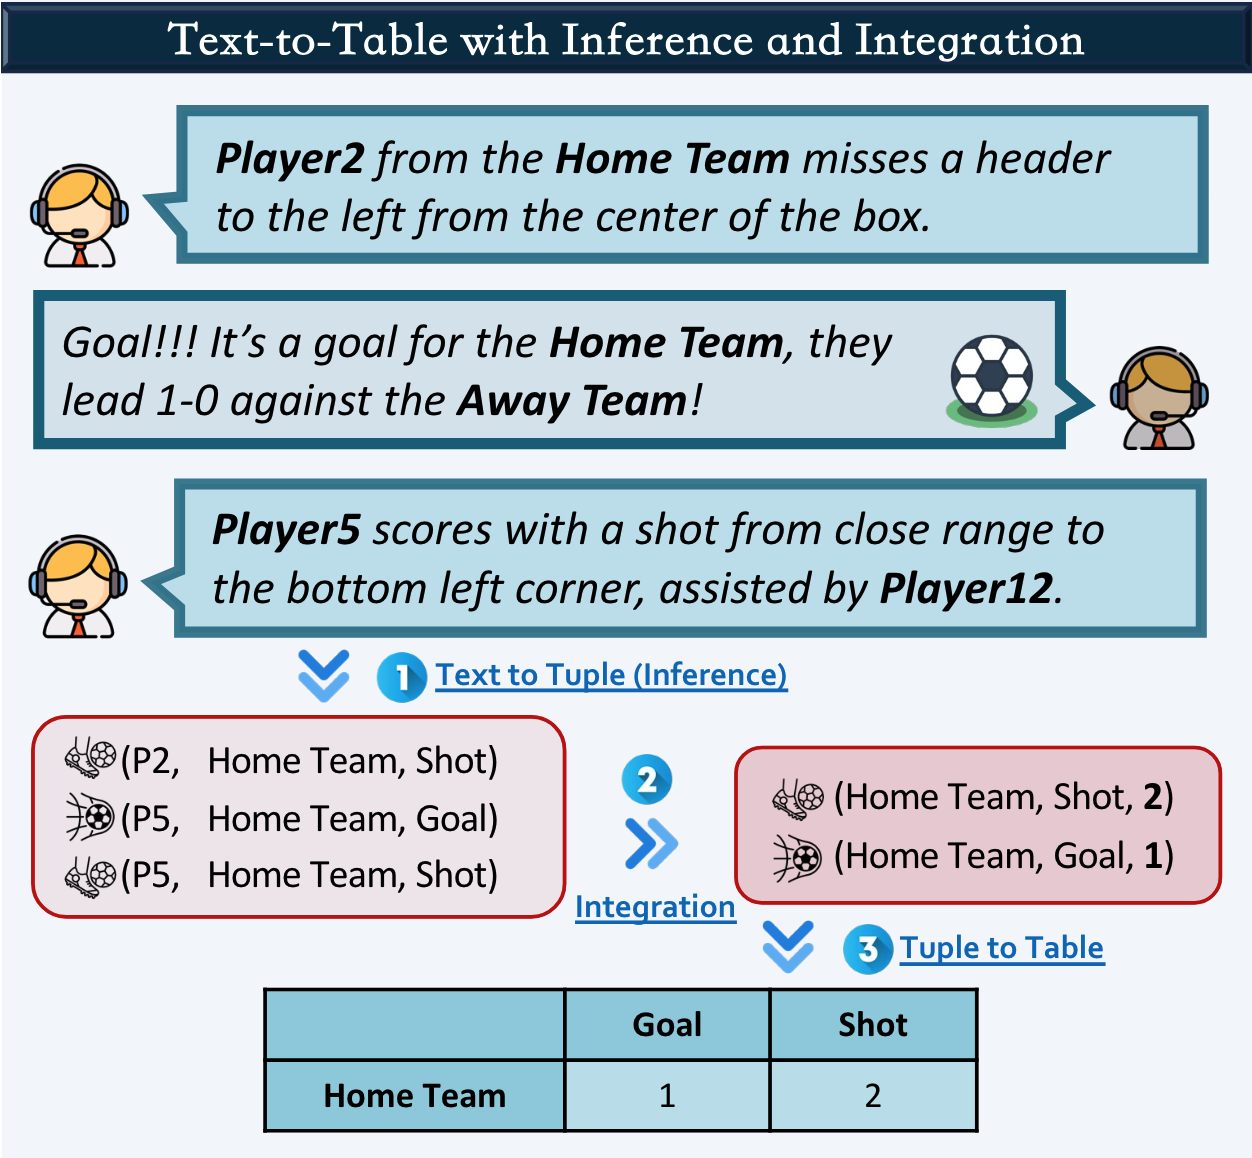 Text-to-Table with Inference and Integration
Player2 from the Home Team misses a header
to the left from the center of the box.
Goal!!! It’s a goal for the Home Team, they
lead 1-0 against the Away Team!
Player5 scores with a shot from close range to
the bottom left corner, assisted by Player12.
1 Text to Tuple (Inference)
(P2, Home Team, Shot)
(P5, Home Team, Goal)
(P5, Home Team, Shot)
2
Integration
(Home Team, Shot, 2)
(Home Team, Goal, 1)
3 Tuple to Table
Goal Shot
Home Team 1 2